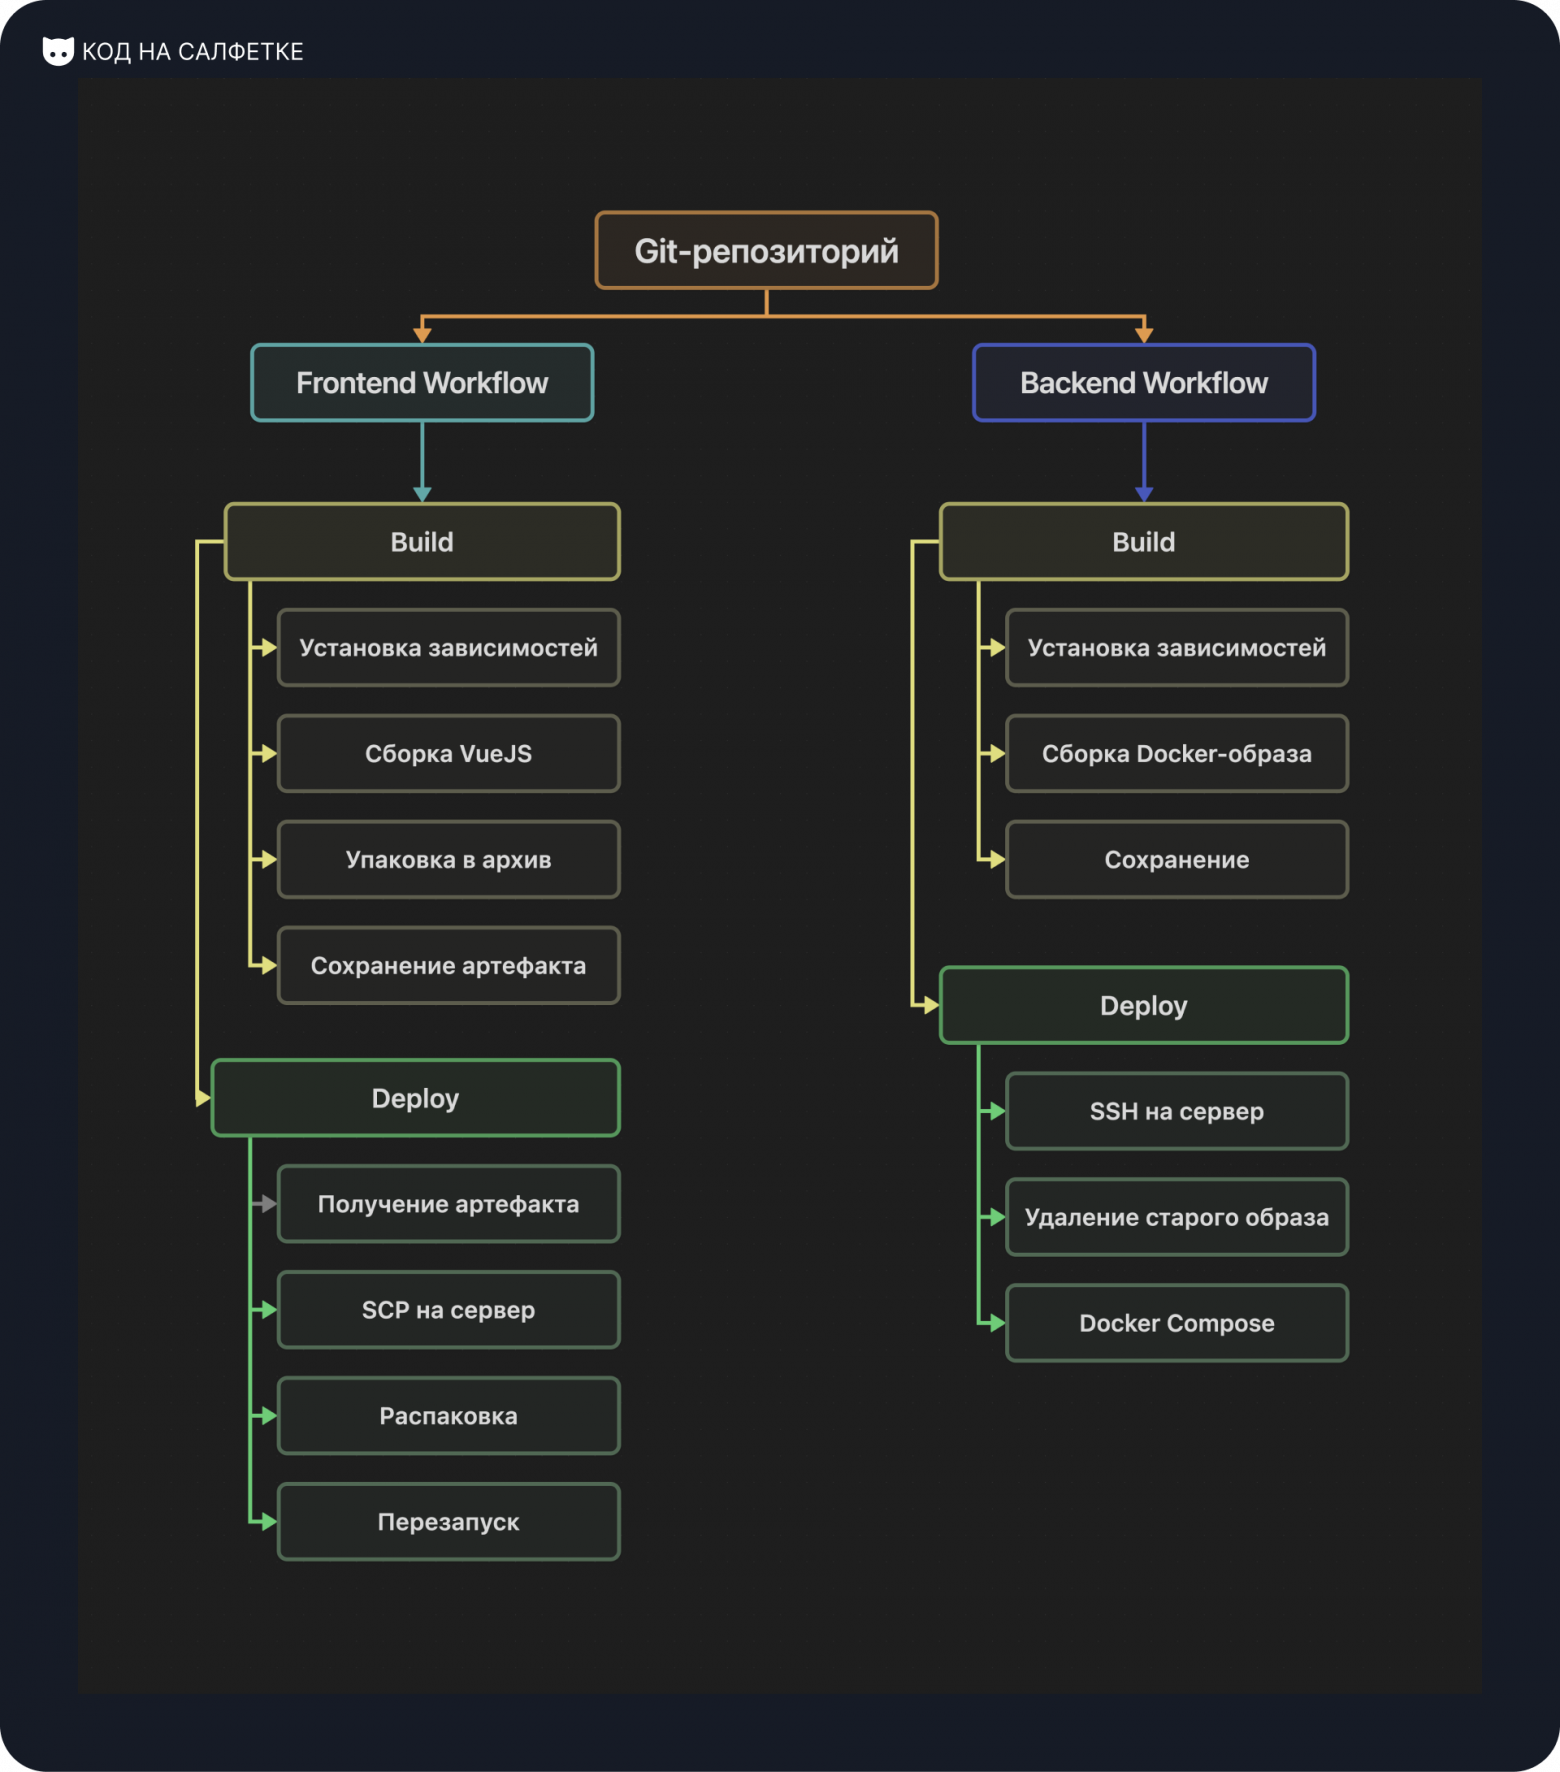 КОД НА САЛФЕТКЕ
Git-репозиторий
Frontend Workflow
Build
Установка зависимостей
Сборка VueJS
Упаковка в архив
Сохранение артефакта
Deploy
Получение артефакта
SCP на сервер
Распаковка
Перезапуск
Backend Workflow
Build
Установка зависимостей
Сборка Docker-образа
Сохранение
Deploy
SSH на сервер
Удаление старого образа
Docker Compose